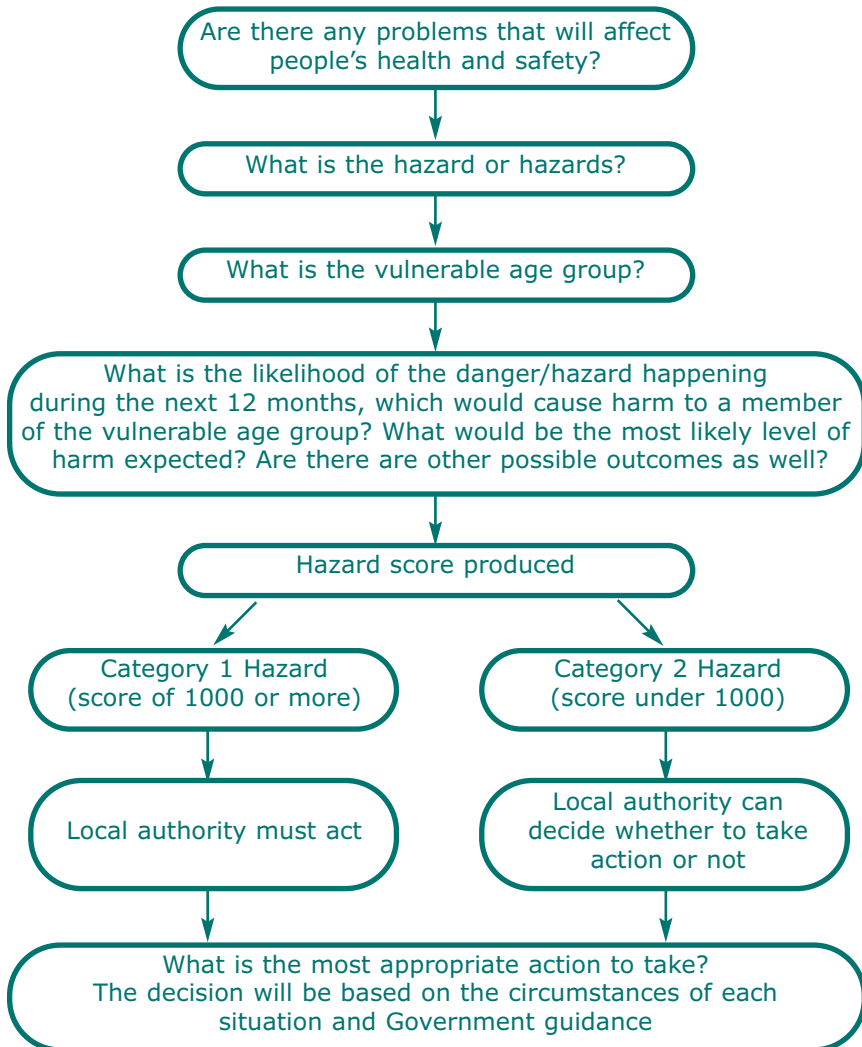 Are there any problems that will affect
people’s health and safety?
What is the hazard or hazards?
What is the vulnerable age group?
What is the likelihood of the danger/hazard happening
during the next 12 months, which would cause harm to a member
of the vulnerable age group? What would be the most likely level of
harm expected? Are there are other possible outcomes as well?
Hazard score produced
Category 1 Hazard
(score of 1000 or more)
Category 2 Hazard
(score under 1000)
Local authority must act
Local authority can
decide whether to take
action or not
What is the most appropriate action to take?
The decision will be based on the circumstances of each
situation and Government guidance